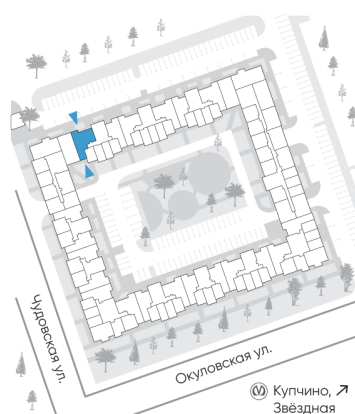 Чудовская ул.
Окуловская ул.
Купчино, ↗
Звёздная